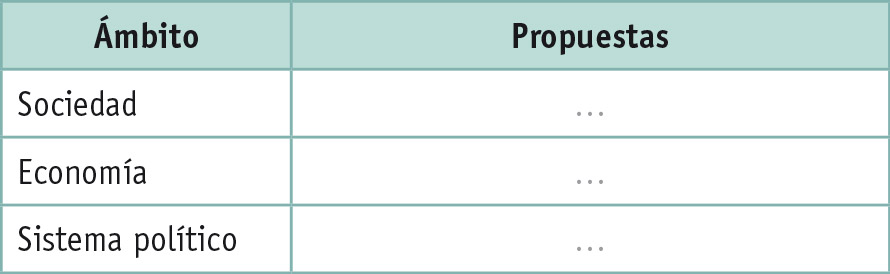 Ámbito Propuestas
Sociedad ...
Economía ...
Sistema político ...